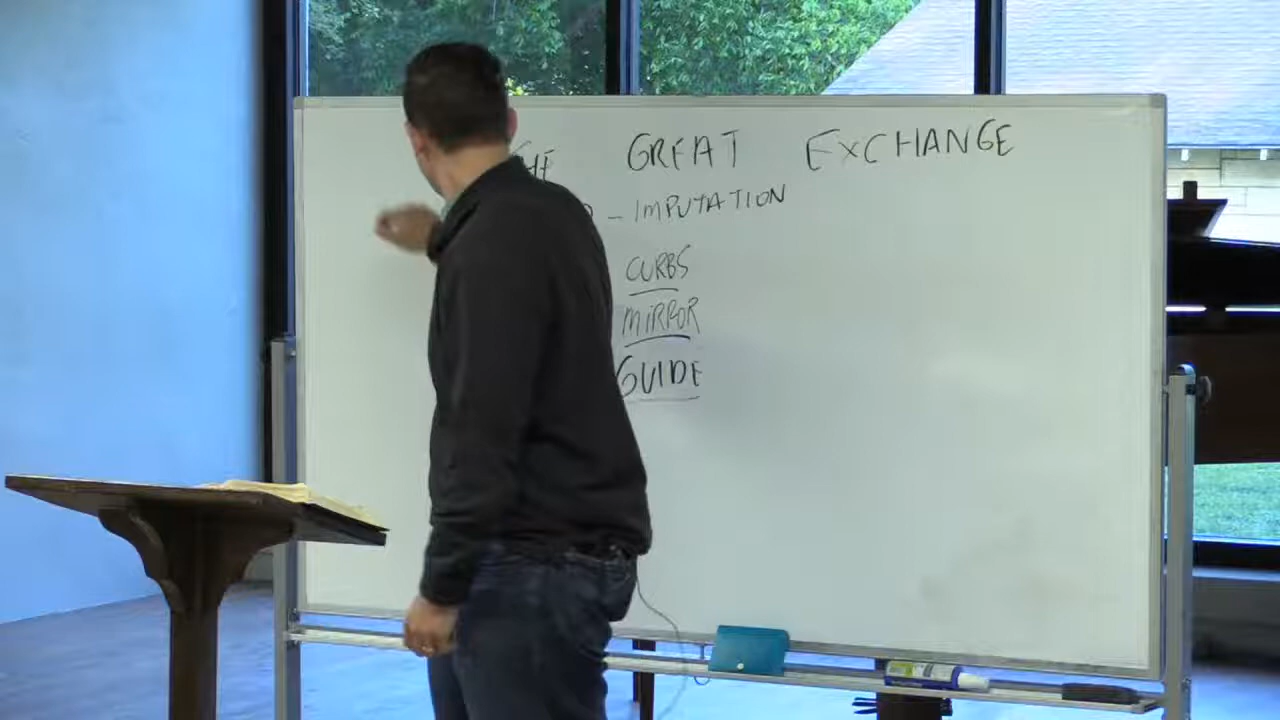 GREAT EXCHANGE
- IMPUTATION
CURBS
MIRROR
GUIDE